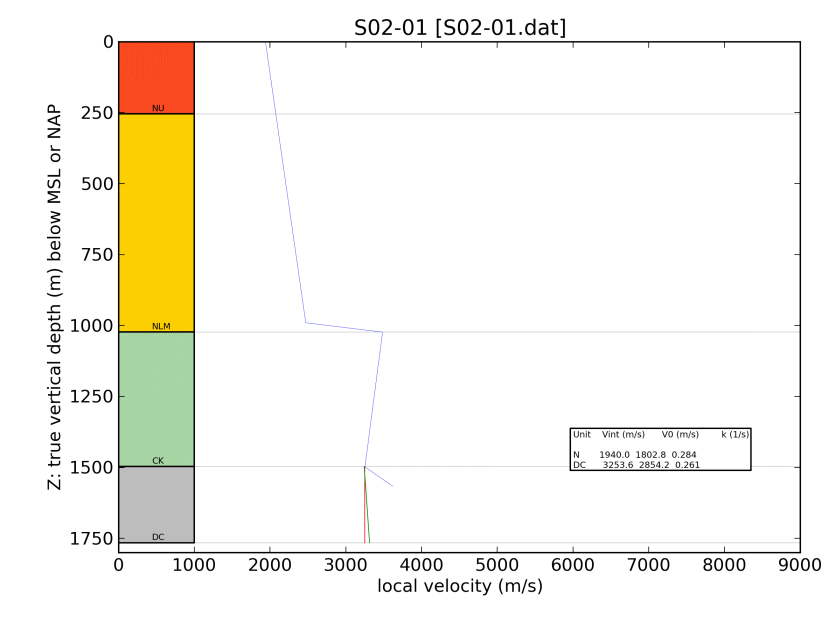 S02-01 [S02-01.dat]
0
250
500
750
1000
1250
1500
1750
Z: true vertical depth (m) below MSL or NAP
NU
NLM
CK
DC
Unit Vint (m/s) V0 (m/s) k (1/s)
N 1940.0 1802.8 0.284
DC 3253.6 2854.2 0.261
0 1000 2000 3000 4000 5000 6000 7000 8000 9000
local velocity (m/s)